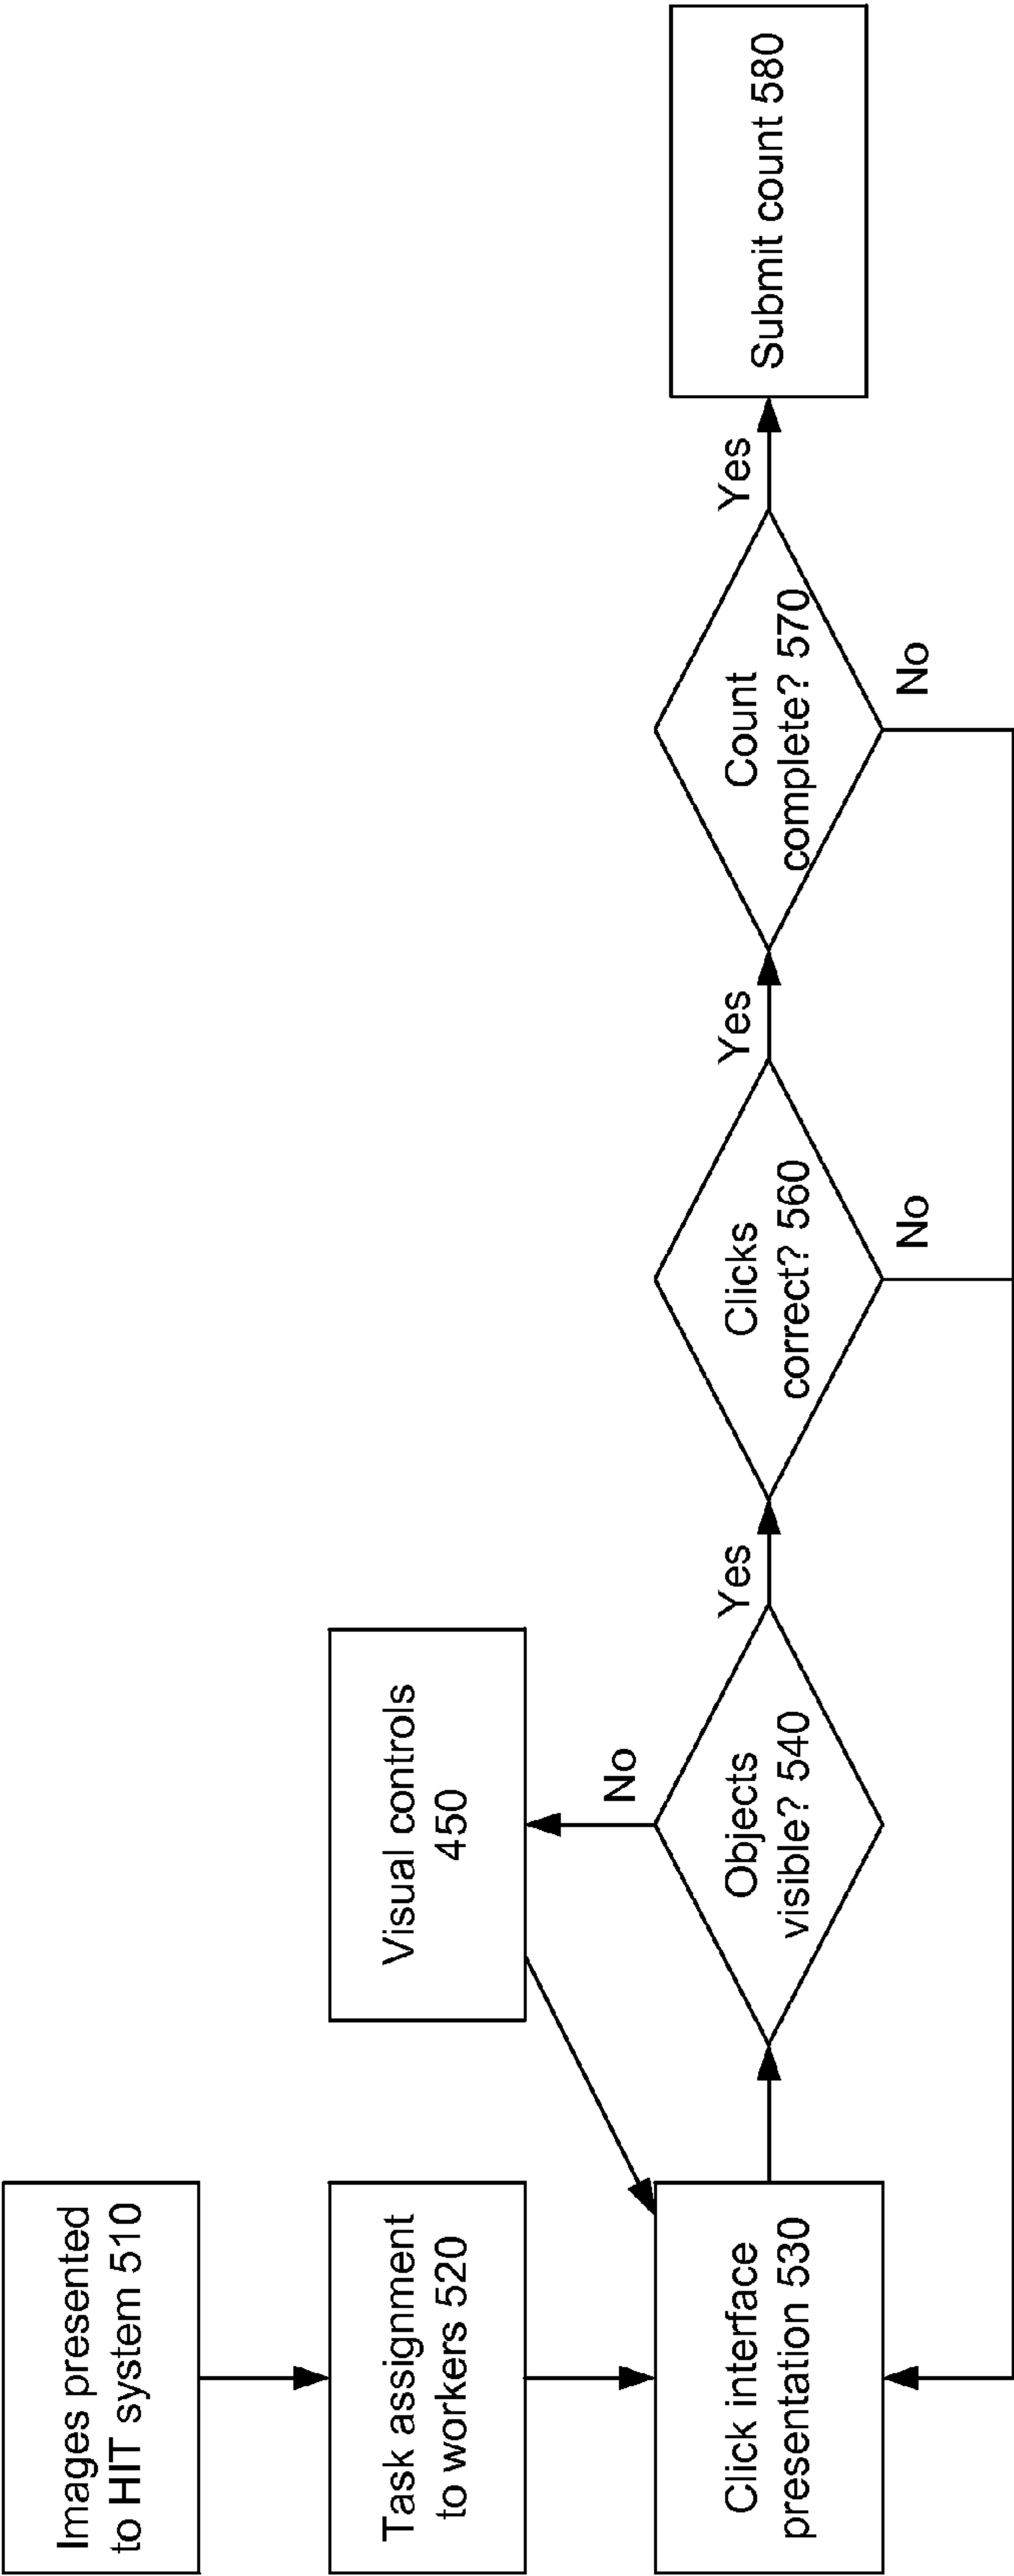 Images presented
to HIT system 510
Task assignment
to workers 520
Click interface
presentation 530
Visual controls
450
No
Objects
visible? 540
Yes
Clicks
correct? 560
No
Yes
Count
complete? 570
No
Yes
Submit count 580